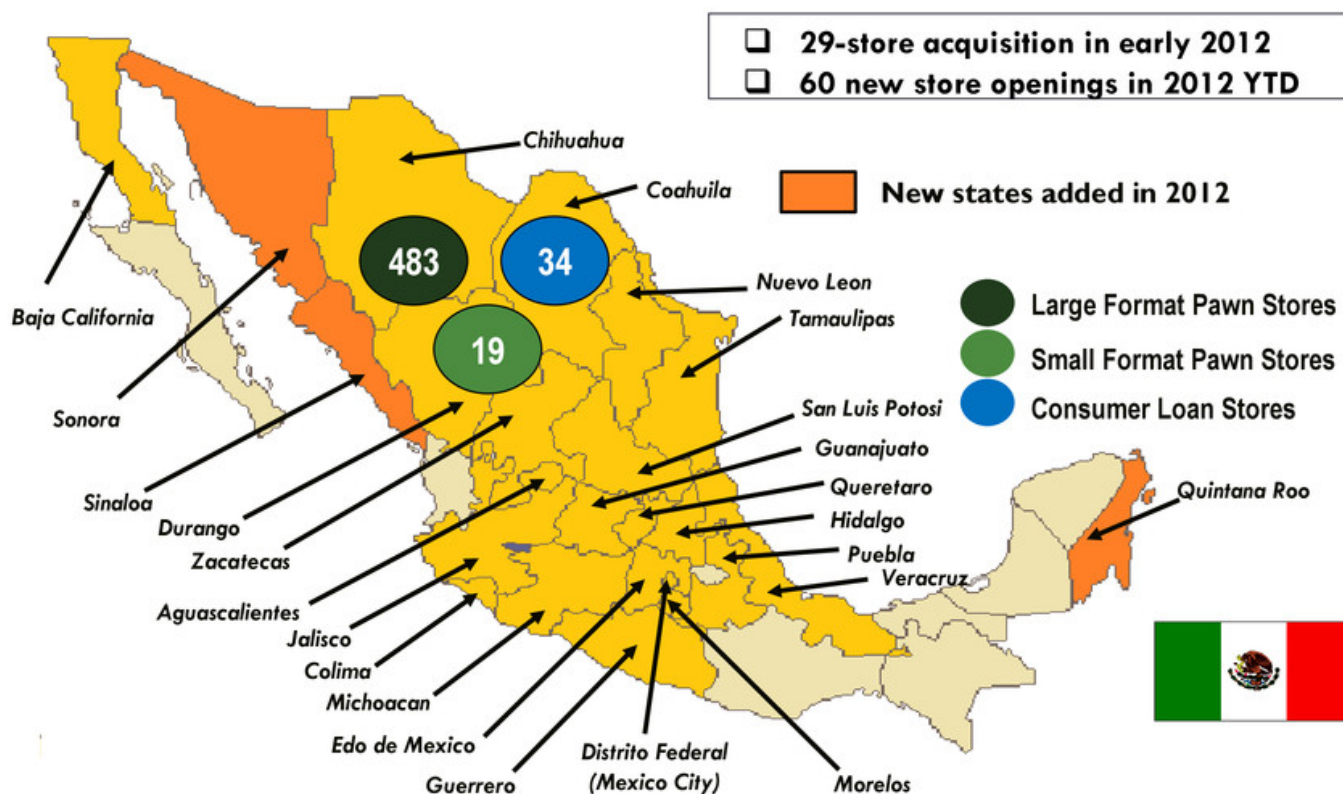 ❑ 29-store acquisition in early 2012
❑ 60 new store openings in 2012 YTD
Chihuahua
Coahuila
New states added in 2012
483
34
Nuevo Leon
Baja California
Large Format Pawn Stores
Tamaulipas
19
Small Format Pawn Stores
Sonora
San Luis Potosi
Consumer Loan Stores
Guanajuato
Sinaloa
Queretaro
Quintana Roo
Durango
Hidalgo
Zacatecas
Puebla
Veracruz
Aguascalientes
Jalisco
Colima
Michoacan
Edo de Mexico
Distrito Federal
(Mexico City)
Guerrero
Morelos